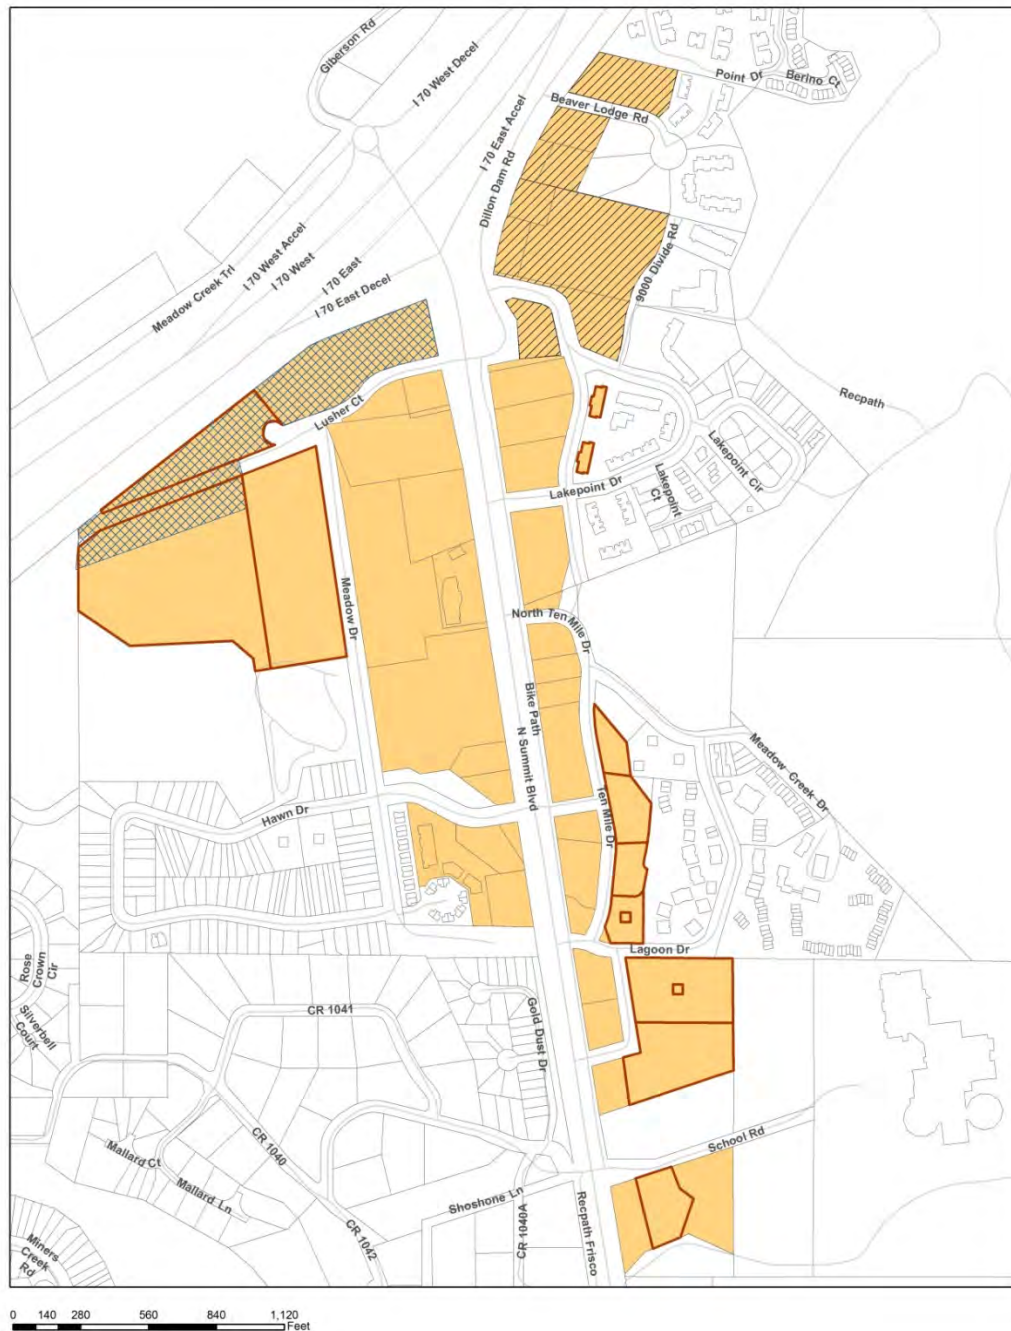 Giberson Rd
I 70 West Decel
Point Dr
Berino Ct
Beaver Lodge Rd
I 70 East Accel
Dillon Dam Rd
9000 Divide Rd
Meadow Creek Trl
I 70 West Accel
I 70 West
I 70 East
I 70 East Decel
Recpath
Lusher Ct
Lakepoint Cir
Lakepoint Dr
Lakepoint
Ct
Meadow Dr
North Ten Mile Dr
Bike Path
N Summit Blvd
Meadow Creek Dr
Ten Mile Dr
Hawn Dr
Lagoon Dr
Rose
Crown
Cir
Silverbell
Court
CR 1041
Gold Dust Dr
School Rd
CR 1040
Mallard Ct
Mallard Ln
Shoshone Ln
CR 1040A
Recpath Frisco
CR 1042
Miners
Creek
Rd
0 140 280 560 840 1,120
Feet